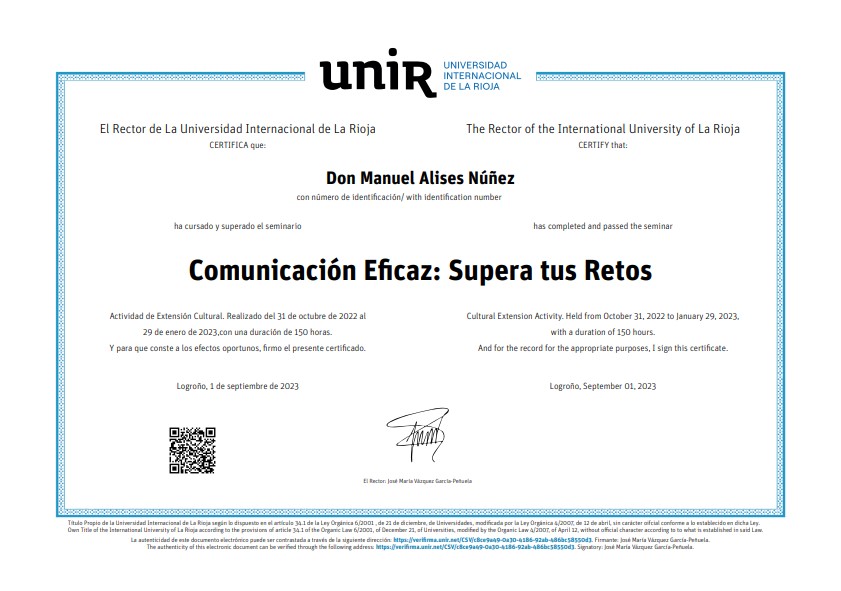 uniR
UNIVERSIDAD
INTERNACIONAL
DE LA RIOJA
El Rector de La Universidad Internacional de La Rioja
CERTIFICA que:
The Rector of the International University of La Rioja
CERTIFY that:
Don Manuel Alises Núñez
con número de identificación/ with identification number
ha cursado y superado el seminario
has completed and passed the seminar
Comunicación Eficaz: Supera tus Retos
Actividad de Extensión Cultural. Realizado del 31 de octubre de 2022 al
29 de enero de 2023,con una duración de 150 horas.
Y para que conste a los efectos oportunos, firmo el presente certificado.
Cultural Extension Activity. Held from October 31, 2022 to January 29, 2023,
with a duration of 150 hours.
And for the record for the appropriate purposes, I sign this certificate.
Logroño, 1 de septiembre de 2023
Logroño, September 01, 2023
El Rector: José María Vázquez García-Peñuela
Título Propio de la Universidad Internacional de La Rioja según lo dispuesto en el artículo 34.1 de la Ley Orgánica 6/2001 , de 21 de diciembre, de Universidades, modificada por la Ley Orgánica 4/2007, de 12 de abril, sin carácter oficial conforme a lo establecido en dicha Ley.
Own Title of the International University of La Rioja according to the provisions of article 34.1 of the Organic Law 6/2001, of December 21, of Universities, modified by the Organic Law 4/2007, of April 12, without official character according to what is established in said Law.
La autenticidad de este documento electrónico puede ser contrastada a través de la siguiente dirección: https://verifirma.unir.net/CSV/c8ce9a49-0a30-4186-92ab-486bc58550d3. Firmante: José María Vázquez García-Peñuela.
The authenticity of this electronic document can be verified through the following address: https://verifirma.unir.net/CSV/c8ce9a49-0a30-4186-92ab-486bc58550d3. Signatory: José María Vázquez García-Peñuela.